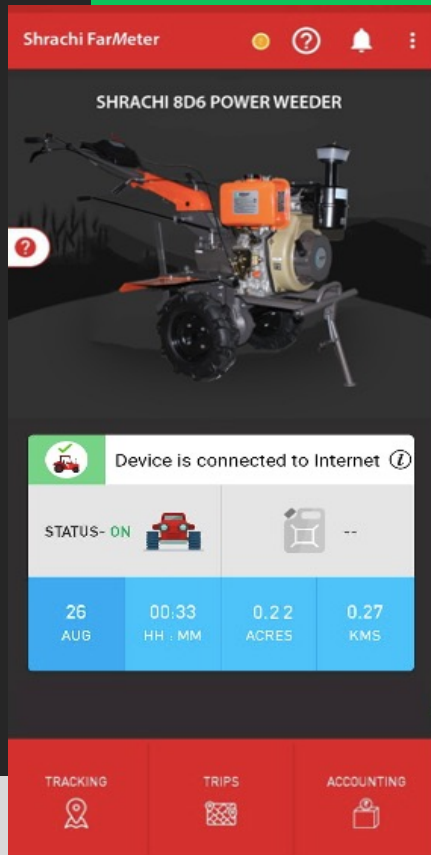 Shrachi FarMeter
SHRACHI 8D6 POWER WEEDER
Device is connected to Internet
STATUS- ON
--
26
AUG
00:33
HH : MM
0.22
ACRES
0.27
KMS
TRACKING
TRIPS
ACCOUNTING